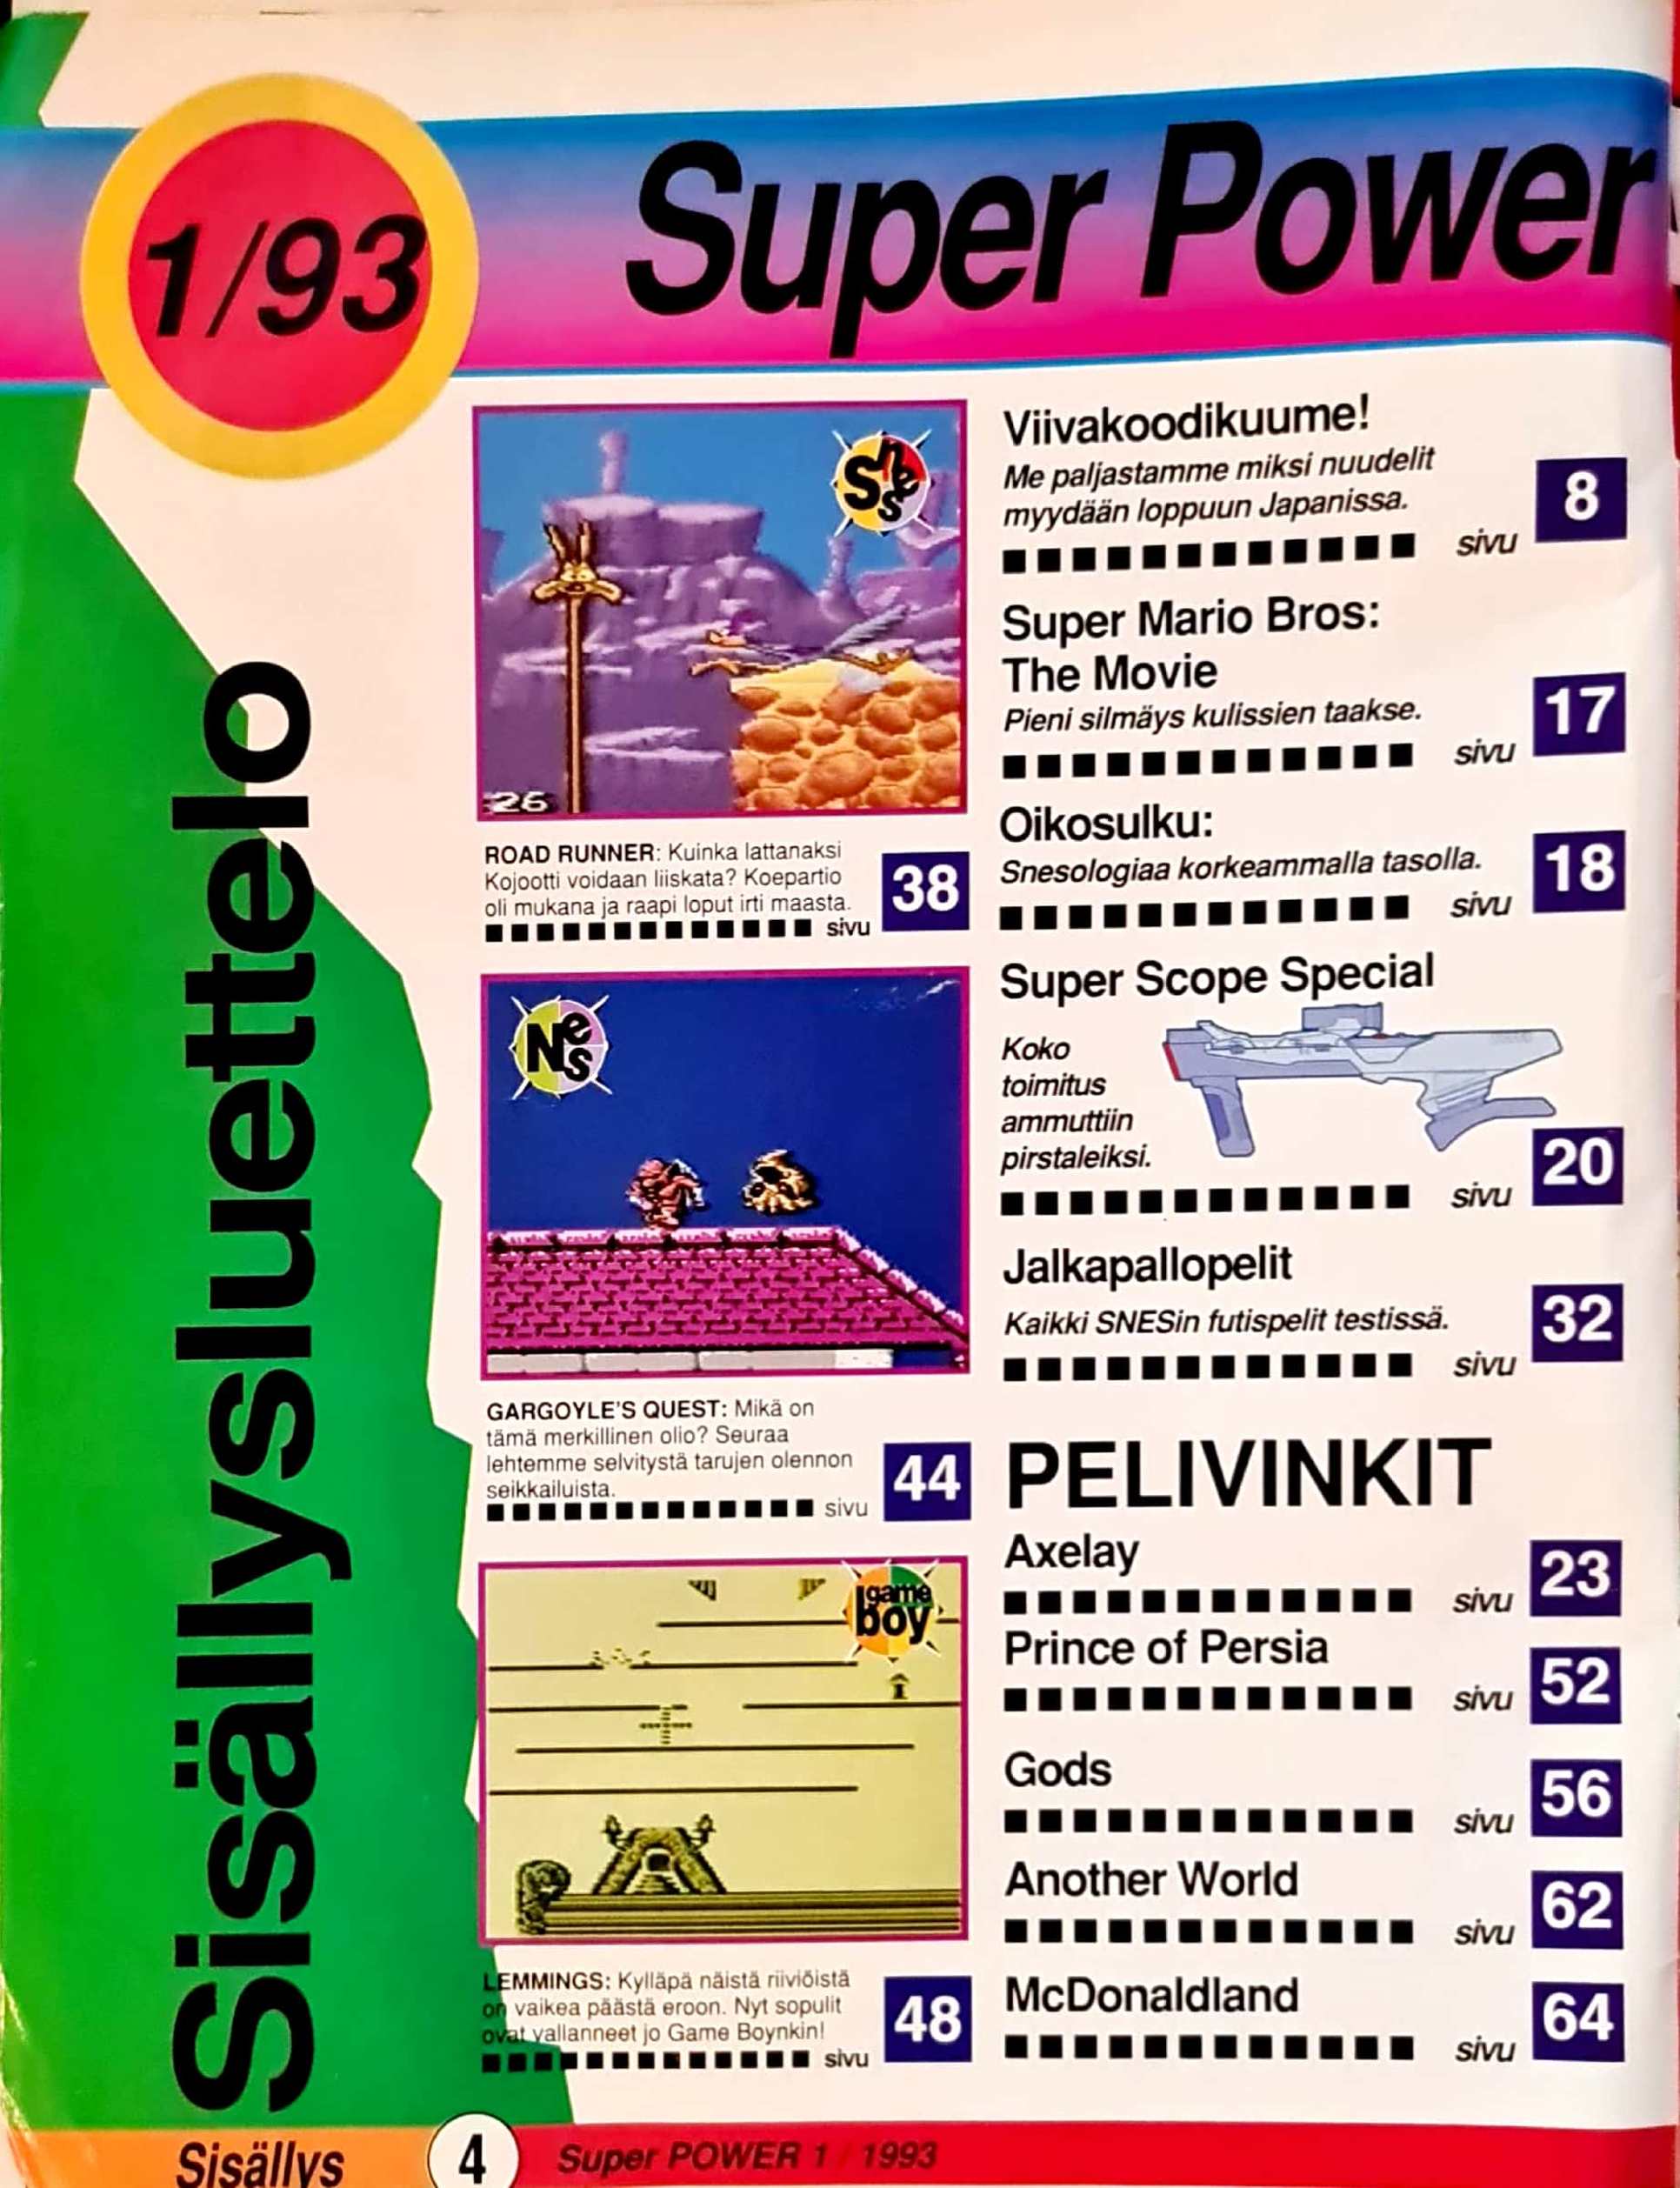 1/93
Super Power
Sisällysluettelo
Snes
26
ROAD RUNNER: Kuinka lattanaksi
Kojootti voidaan liiskata? Koepartio
oli mukana ja raapi loput irti maasta.
sivu 38
Nes
GARGOYLE'S QUEST: Mikä on
tämä merkillinen olio? Seuraa
lehtemme selvitystä tarujen olennon
seikkailuista.
sivu 44
game
boy
LEMMINGS: Kylläpä näistä riiviöistä
on vaikea päästä eroon. Nyt sopulit
ovat vallanneet jo Game Boynkin!
sivu 48
Viivakoodikuume!
Me paljastamme miksi nuudelit
myydään loppuun Japanissa.
sivu 8
Super Mario Bros:
The Movie
Pieni silmäys kulissien taakse.
sivu 17
Oikosulku:
Snesologiaa korkeammalla tasolla.
sivu 18
Super Scope Special
Koko
toimitus
ammuttiin
pirstaleiksi.
sivu 20
Jalkapallopelit
Kaikki SNESin futispelit testissä.
sivu 32
PELIVINKIT
Axelay
sivu 23
Prince of Persia
sivu 52
Gods
sivu 56
Another World
sivu 62
McDonaldland
sivu 64
Sisällys
4
Super POWER 1 / 1993